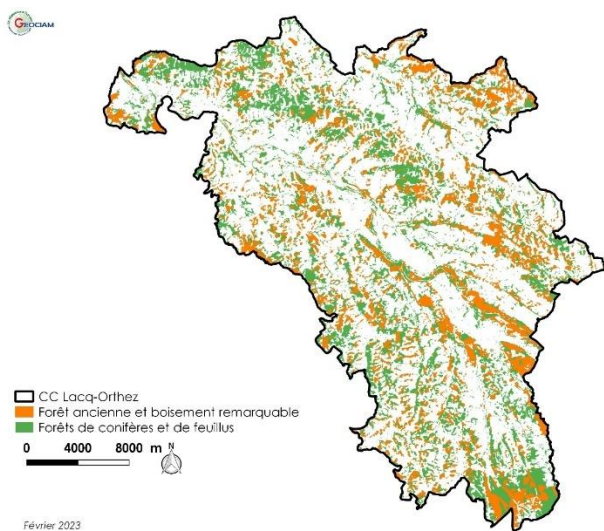 GEOCIAM
CC Lacq-Orthez
Forêt ancienne et boisement remarquable
Forêts de conifères et de feuillus
0 4000 8000 m N
Février 2023